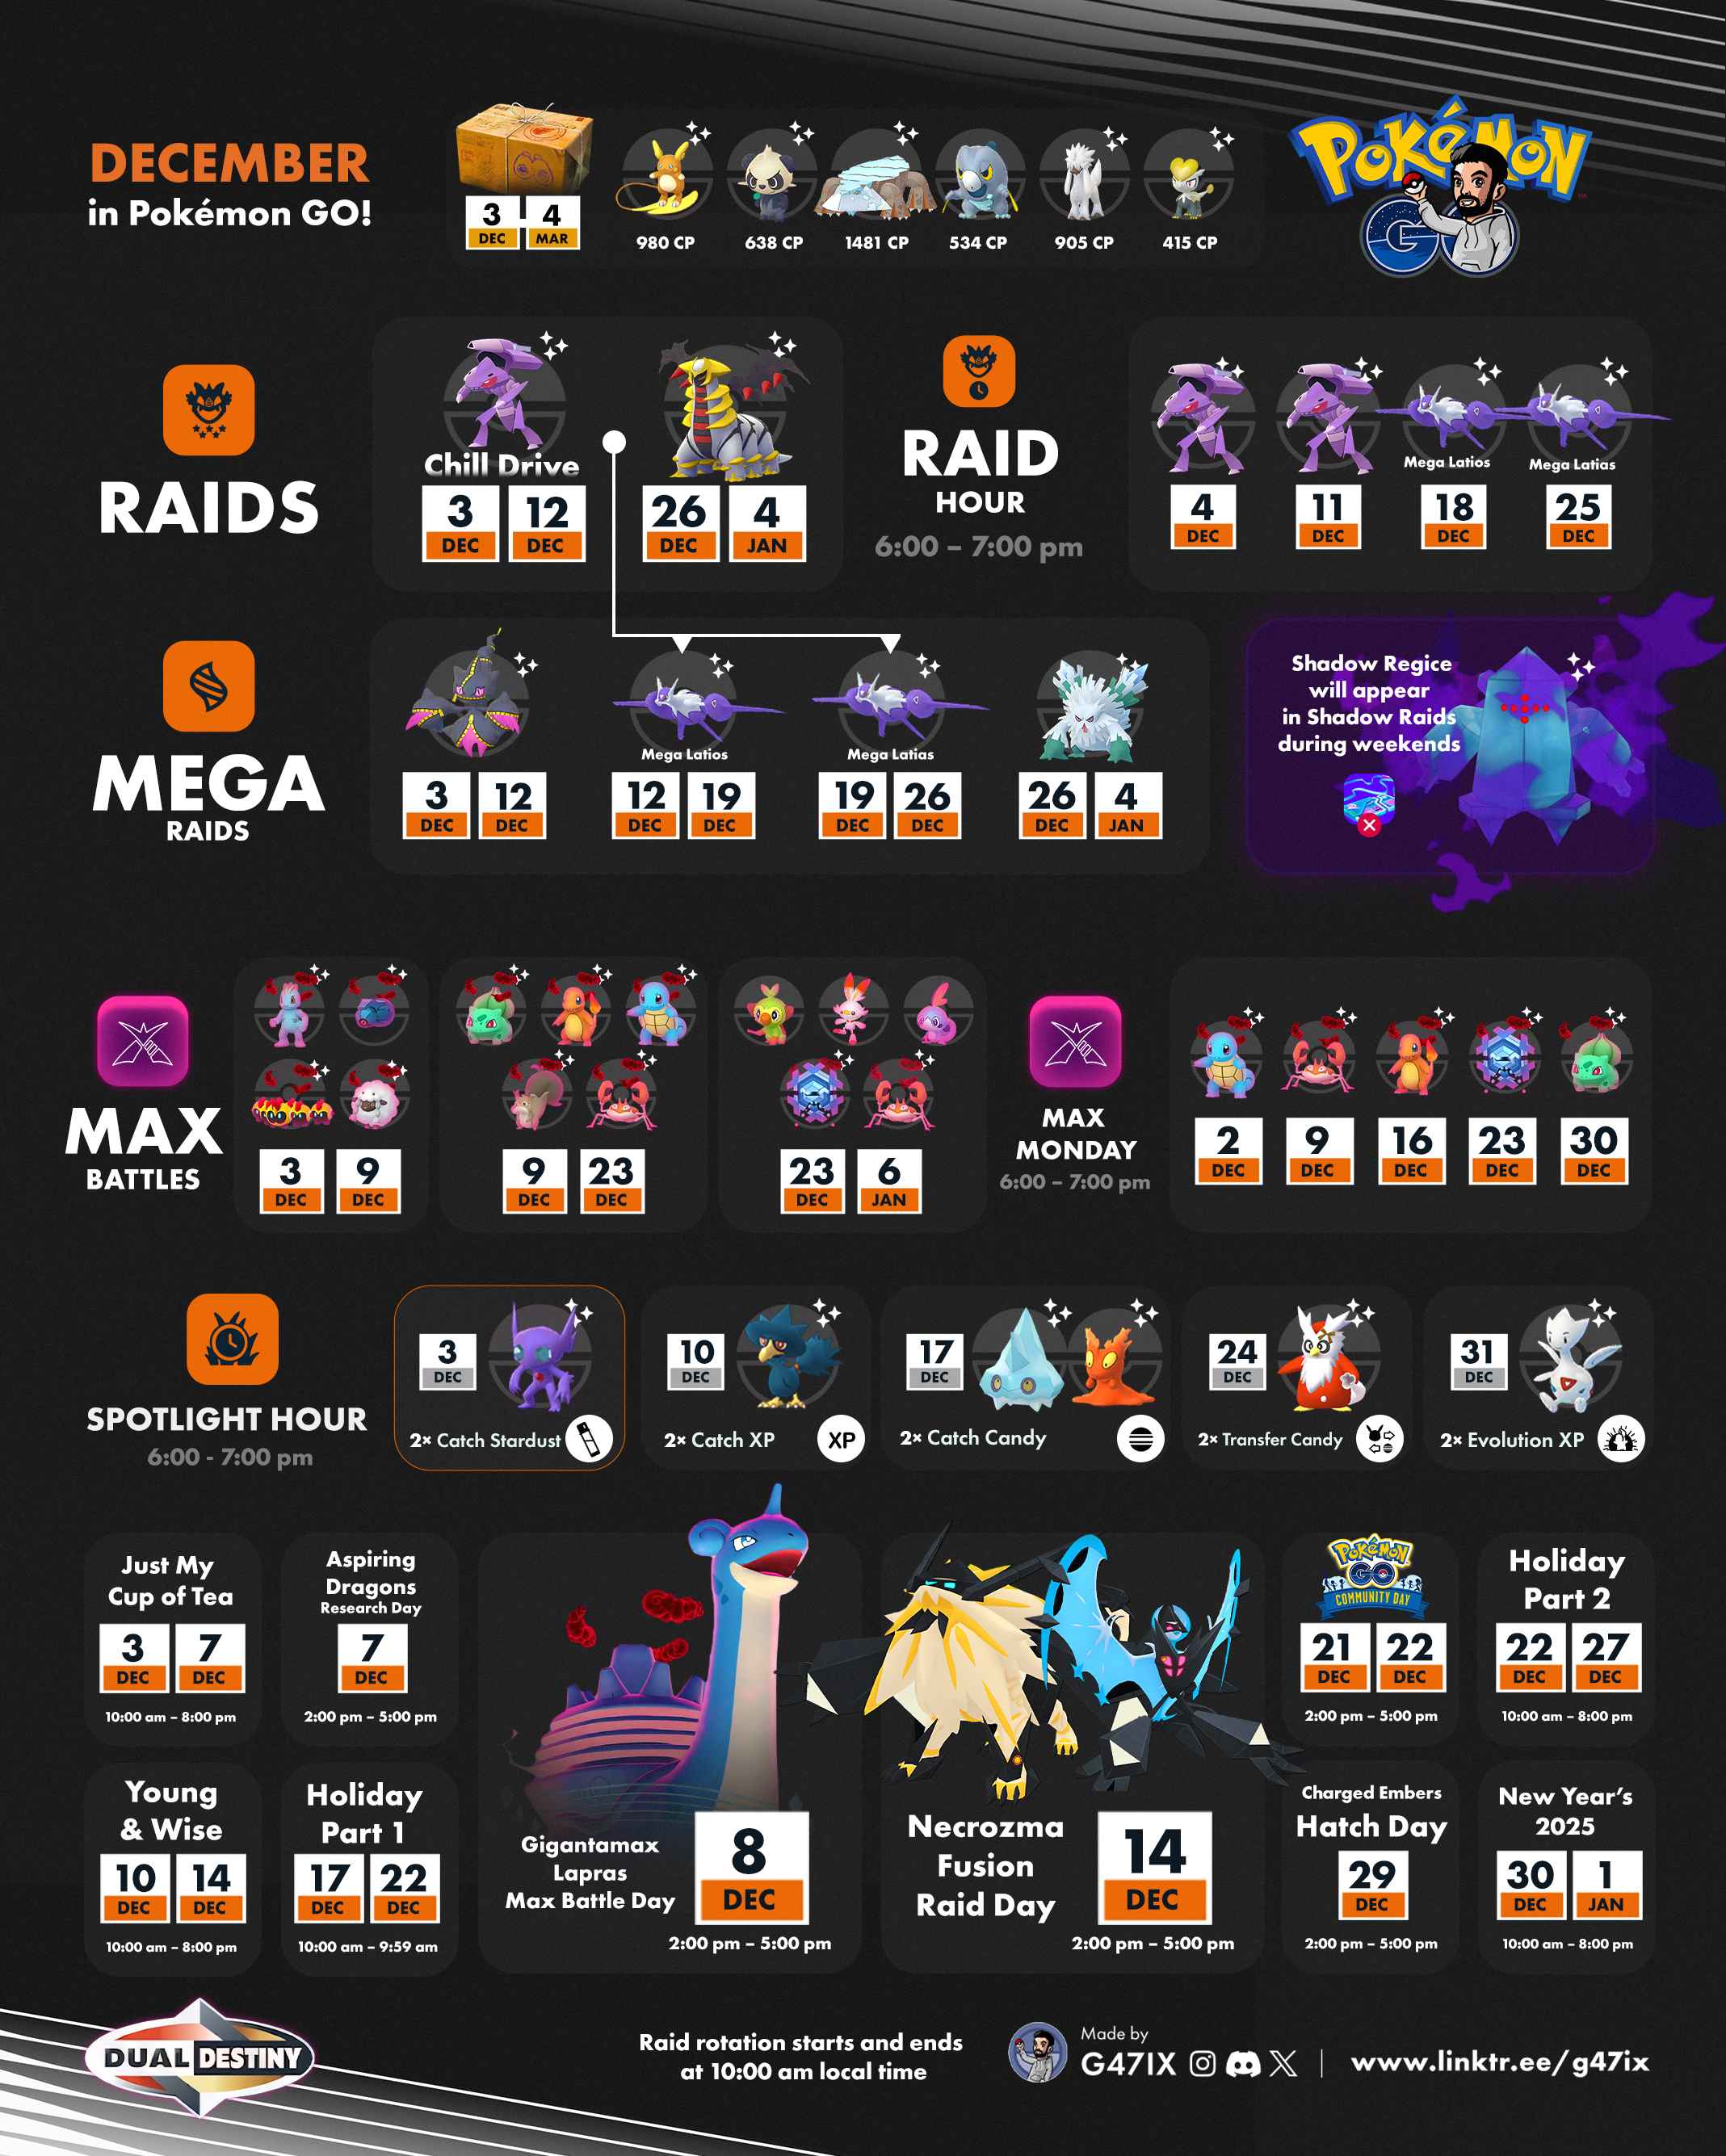 DECEMBER
in Pokémon GO!
3 DEC - 4 MAR
980 CP
638 CP
1481 CP
534 CP
905 CP
415 CP
POKÉMON
GO
RAIDS
Chill Drive
3 DEC 12 DEC
26 DEC 4 JAN
RAID
HOUR
6:00 – 7:00 pm
4 DEC
11 DEC
Mega Latios
18 DEC
Mega Latias
25 DEC
MEGA
RAIDS
3 DEC 12 DEC
Mega Latios
12 DEC 19 DEC
Mega Latias
19 DEC 26 DEC
26 DEC 4 JAN
Shadow Regice
will appear
in Shadow Raids
during weekends
MAX
BATTLES
3 DEC 9 DEC
9 DEC 23 DEC
23 DEC 6 JAN
MAX
MONDAY
6:00 – 7:00 pm
2 DEC
9 DEC
16 DEC
23 DEC
30 DEC
SPOTLIGHT HOUR
6:00 - 7:00 pm
3 DEC
2× Catch Stardust
10 DEC
2× Catch XP
XP
17 DEC
2× Catch Candy
24 DEC
2× Transfer Candy
31 DEC
2× Evolution XP
Just My
Cup of Tea
3 DEC 7 DEC
10:00 am – 8:00 pm
Aspiring
Dragons
Research Day
7 DEC
2:00 pm – 5:00 pm
Young
& Wise
10 DEC 14 DEC
10:00 am – 8:00 pm
Holiday
Part 1
17 DEC 22 DEC
10:00 am – 9:59 am
Gigantamax
Lapras
Max Battle Day
8 DEC
2:00 pm – 5:00 pm
Necrozma
Fusion
Raid Day
14 DEC
2:00 pm – 5:00 pm
POKÉMON
GO
COMMUNITY DAY
21 DEC 22 DEC
2:00 pm – 5:00 pm
Holiday
Part 2
22 DEC 27 DEC
10:00 am – 8:00 pm
Charged Embers
Hatch Day
29 DEC
2:00 pm – 5:00 pm
New Year's
2025
30 DEC 1 JAN
10:00 am – 8:00 pm
DUAL DESTINY
Raid rotation starts and ends
at 10:00 am local time
Made by
G47IX | www.linktr.ee/g47ix